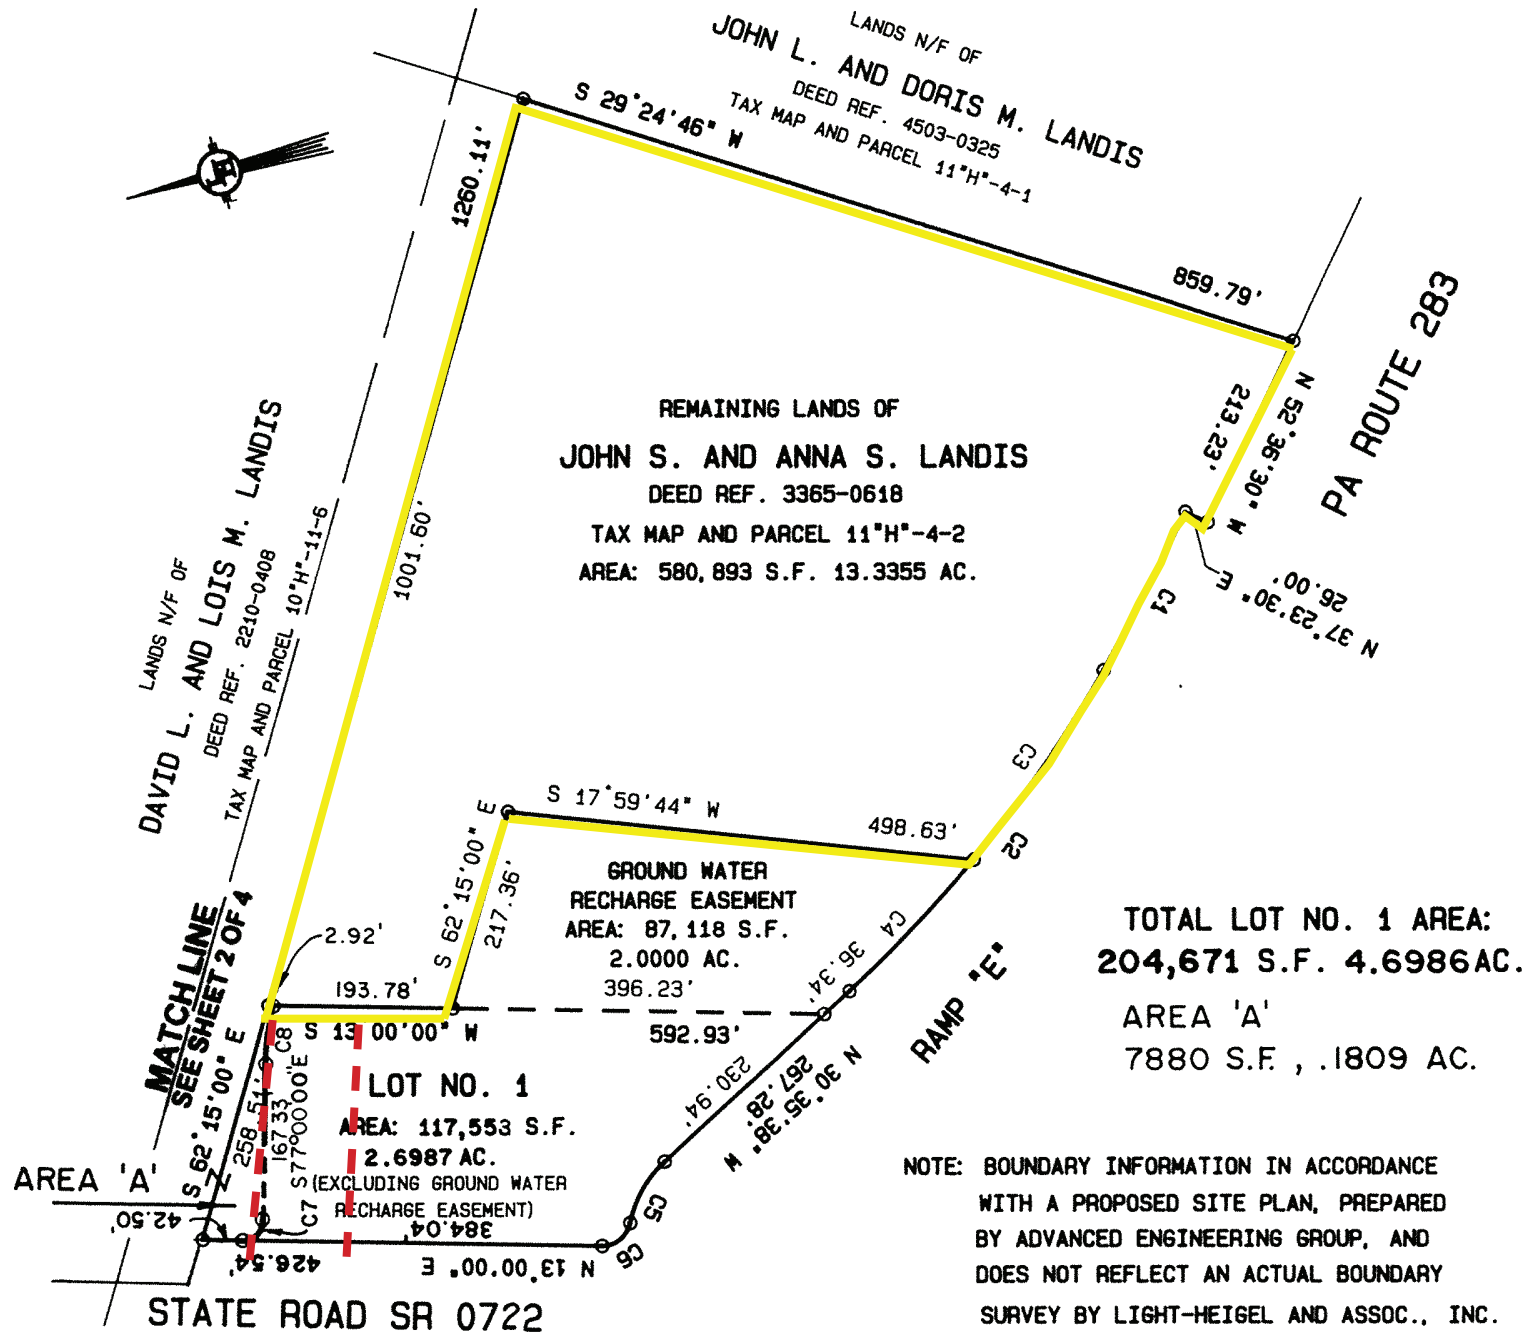 LANDS N/F OF
JOHN L. AND DORIS M. LANDIS
DEED REF. 4503-0325
TAX MAP AND PARCEL 11"H"-4-1
S 29°24'46" W
859.79'
1260.11'
1001.60'
PA ROUTE 283
N 52°36'30" W
213.23'
N 37°23'30" E
26.00'
REMAINING LANDS OF
JOHN S. AND ANNA S. LANDIS
DEED REF. 3365-0618
TAX MAP AND PARCEL 11"H"-4-2
AREA: 580,893 S.F. 13.3355 AC.
LANDS N/F OF
DAVID L. AND LOIS M. LANDIS
DEED REF. 2210-0408
TAX MAP AND PARCEL 10"H"-11-6
C1
C3
C2
C4
S 17°59'44" W
498.63'
S 62°15'00" E
217.36'
GROUND WATER
RECHARGE EASEMENT
AREA: 87,118 S.F.
2.0000 AC.
396.23'
36.34'
RAMP "E"
MATCH LINE
SEE SHEET 2 OF 4
2.92'
193.78'
S 13°00'00" W
592.93'
S 62°15'00" E
258.51'
C8
167.33
S77°00'00"E
C7
LOT NO. 1
AREA: 117,553 S.F.
2.6987 AC.
(EXCLUDING GROUND WATER
RECHARGE EASEMENT)
230.94'
N 30°35'38" W
267.28'
AREA 'A'
42.50'
384.04'
426.54'
N 13°00'00" E
C5
C6
STATE ROAD SR 0722
TOTAL LOT NO. 1 AREA:
204,671 S.F. 4.6986AC.
AREA 'A'
7880 S.F. , .1809 AC.
NOTE: BOUNDARY INFORMATION IN ACCORDANCE
WITH A PROPOSED SITE PLAN, PREPARED
BY ADVANCED ENGINEERING GROUP, AND
DOES NOT REFLECT AN ACTUAL BOUNDARY
SURVEY BY LIGHT-HEIGEL AND ASSOC., INC.